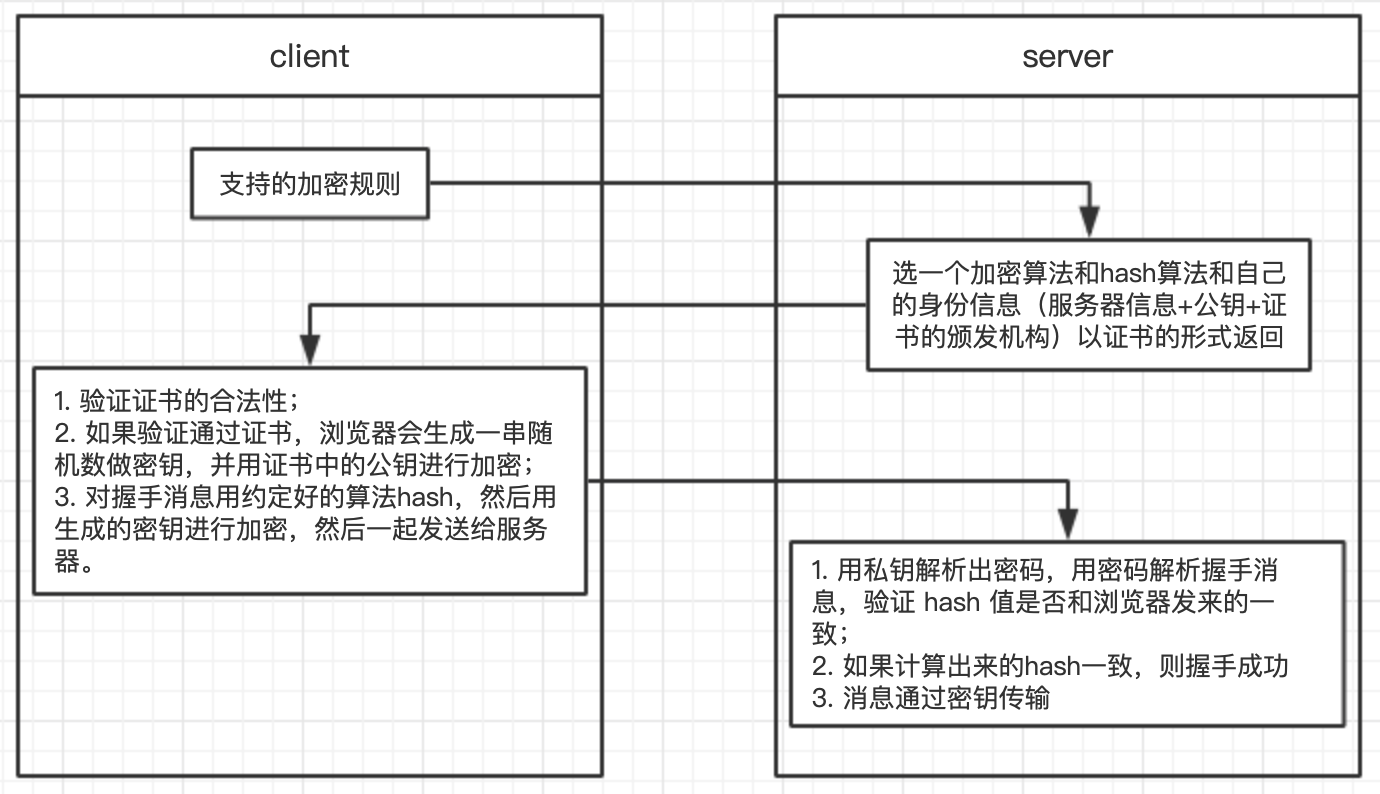 client
server
支持的加密规则
选一个加密算法和hash算法和自己
的身份信息（服务器信息+公钥+证
书的颁发机构）以证书的形式返回
1. 验证证书的合法性；
2. 如果验证通过证书，浏览器会生成一串随
机数做密钥，并用证书中的公钥进行加密；
3. 对握手消息用约定好的算法hash，然后用
生成的密钥进行加密，然后一起发送给服务
器。
1. 用私钥解析出密码，用密码解析握手消
息，验证 hash 值是否和浏览器发来的一
致；
2. 如果计算出来的hash一致，则握手成功
3. 消息通过密钥传输